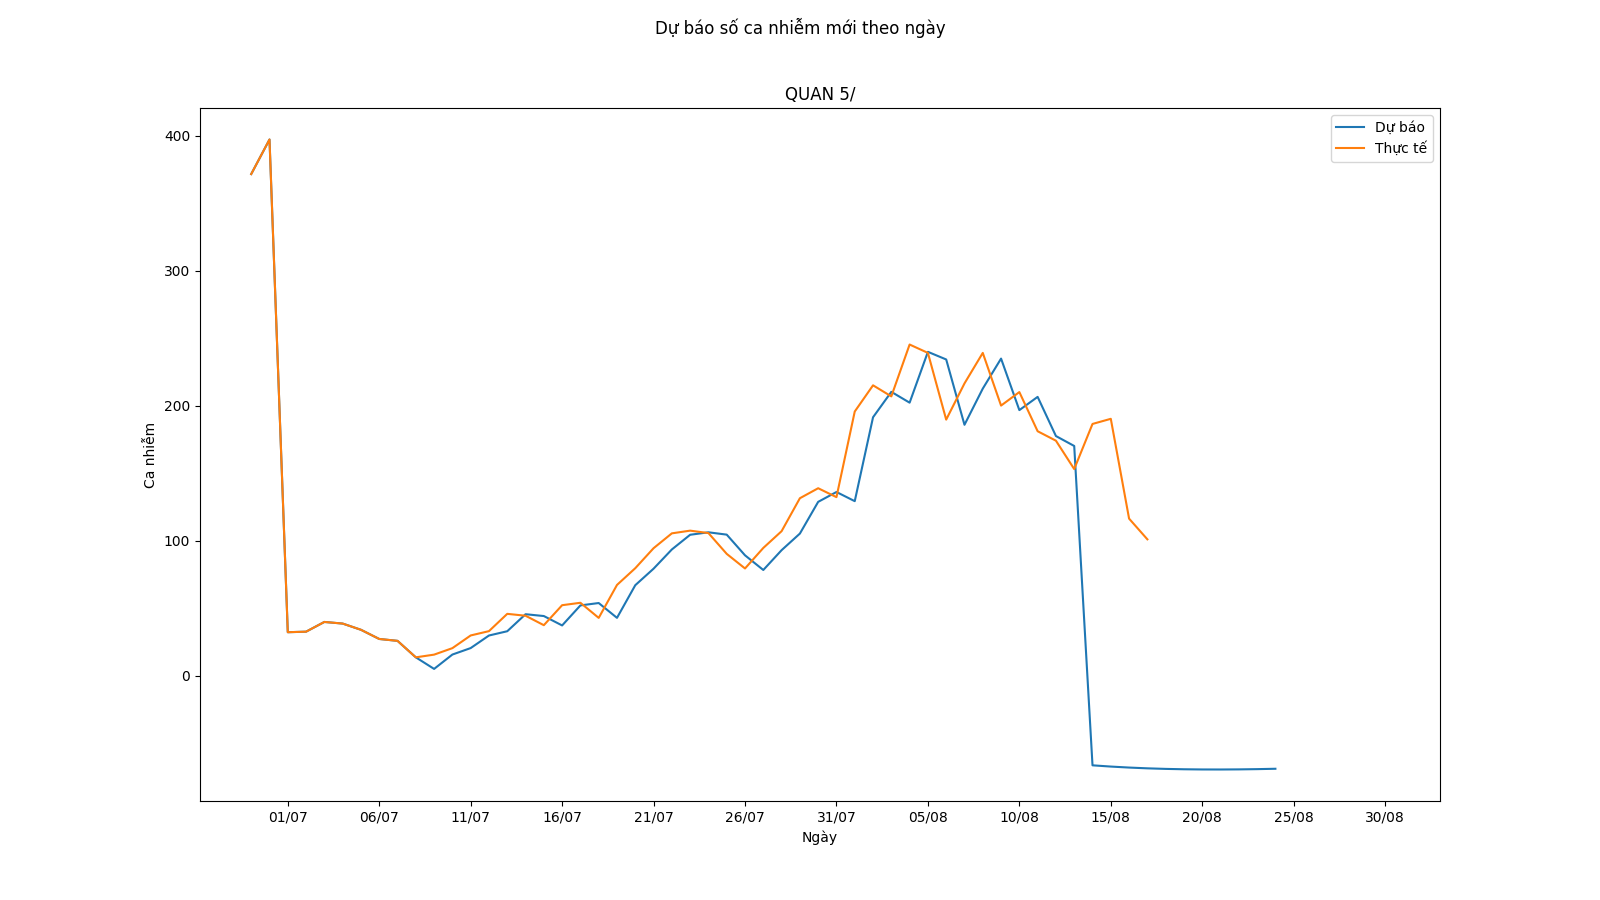 Dự báo số ca nhiễm mới theo ngày
QUAN 5/
Dự báo
Thực tế
400
300
200
100
0
Ca nhiễm
01/07 06/07 11/07 16/07 21/07 26/07 31/07 05/08 10/08 15/08 20/08 25/08 30/08
Ngày